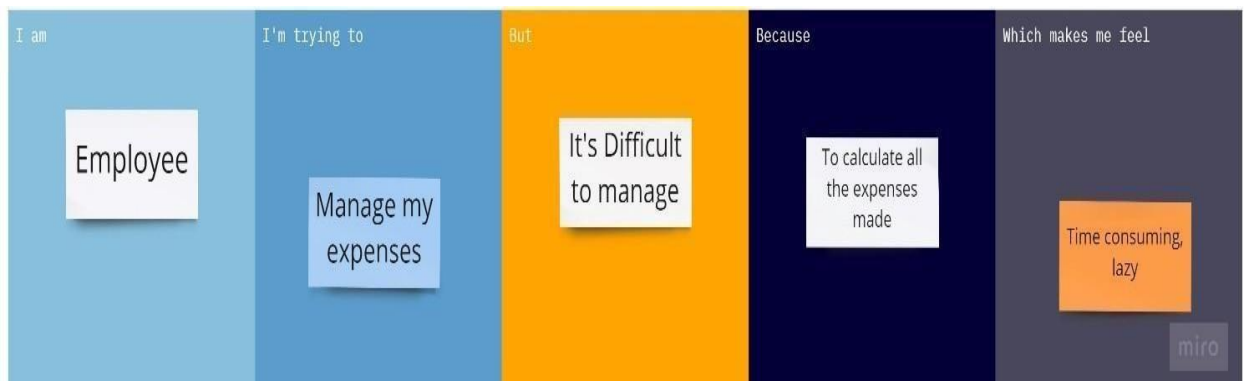 I am
Employee
I'm trying to
Manage my
expenses
But
It's Difficult
to manage
Because
To calculate all
the expenses
made
Which makes me feel
Time consuming,
lazy
miro